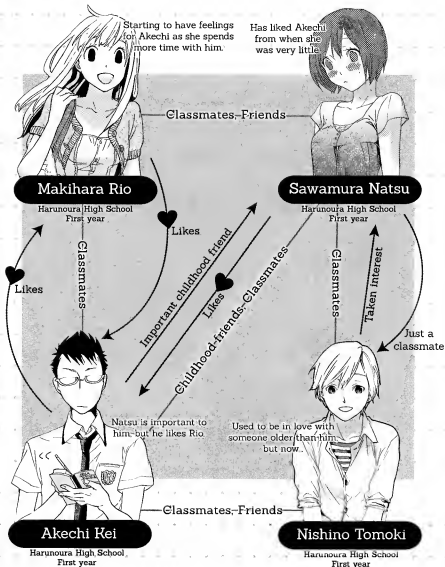 Starting to have feelings
for Akechi as she spends
more time with him.
Has liked Akechi
from when she
was very little
Classmates, Friends
Makihara Rio
Harunoura High School
First year
Sawamura Natsu
Harunoura High School
First year
Likes
Classmates
Likes
Important childhood friend
Likes
Childhood-friends, Classmates
Classmates
Taken interest
Just a
classmate
Natsu is important to
him but he likes Rio.
Used to be in love with
someone older than him
but now..
Classmates, Friends
Akechi Kei
Harunoura High School
First year
Nishino Tomoki
Harunoura High School
First year